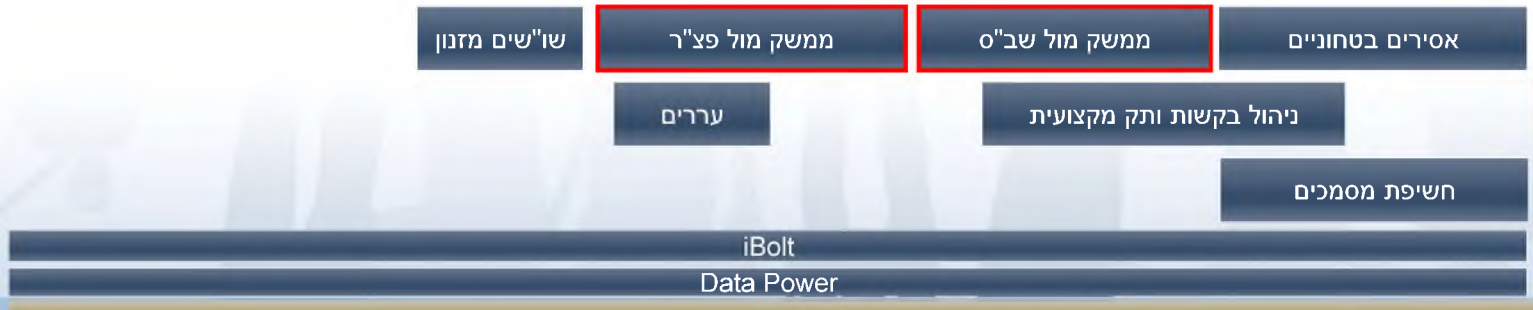 אסירים בטחוניים
ממשק מול שב"ס
ממשק מול פצ"ר
שו"שים מזנון
ניהול בקשות ותק מקצועית
עררים
חשיפת מסמכים
iBolt
Data Power